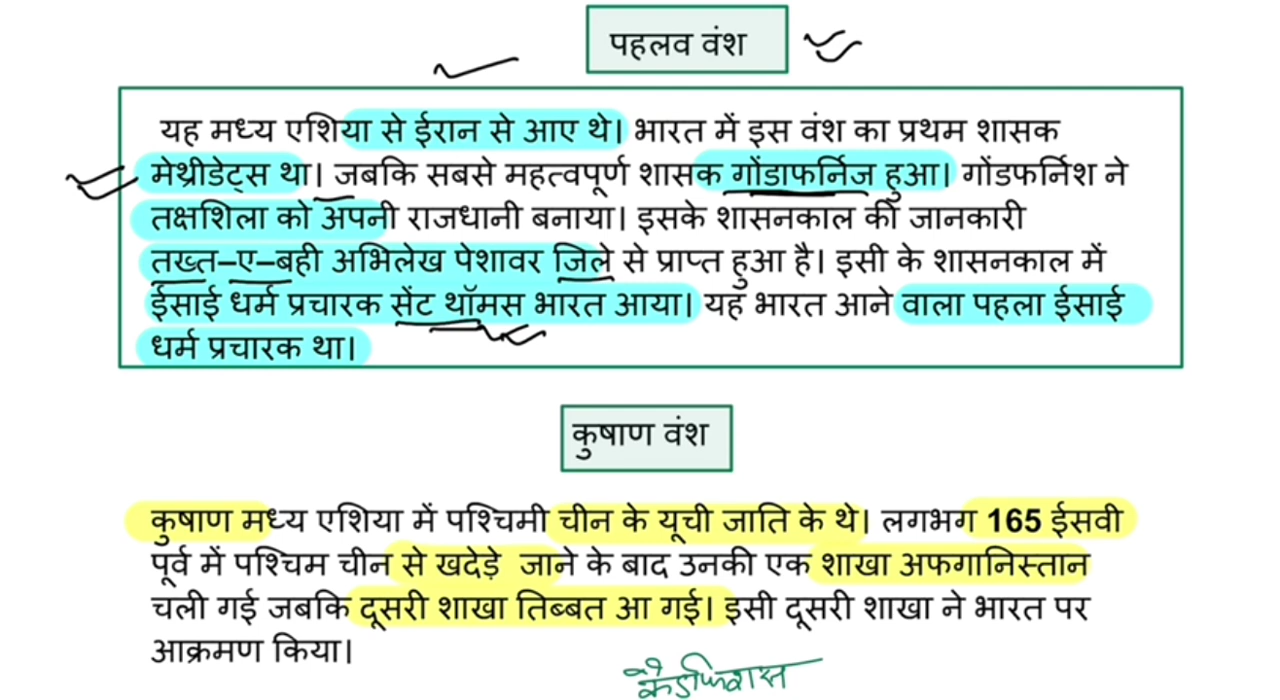 पहलव वंश
यह मध्य एशिया से ईरान से आए थे। भारत में इस वंश का प्रथम शासक
मेथ्रीडेट्स था। जबकि सबसे महत्वपूर्ण शासक गोंडाफर्निज हुआ। गोंडफर्निश ने
तक्षशिला को अपनी राजधानी बनाया। इसके शासनकाल की जानकारी
तख्त–ए–बही अभिलेख पेशावर जिले से प्राप्त हुआ है। इसी के शासनकाल में
ईसाई धर्म प्रचारक सेंट थॉमस भारत आया। यह भारत आने वाला पहला ईसाई
धर्म प्रचारक था।
कुषाण वंश
कुषाण मध्य एशिया में पश्चिमी चीन के यूची जाति के थे। लगभग 165 ईसवी
पूर्व में पश्चिम चीन से खदेड़े जाने के बाद उनकी एक शाखा अफगानिस्तान
चली गई जबकि दूसरी शाखा तिब्बत आ गई। इसी दूसरी शाखा ने भारत पर
आक्रमण किया।